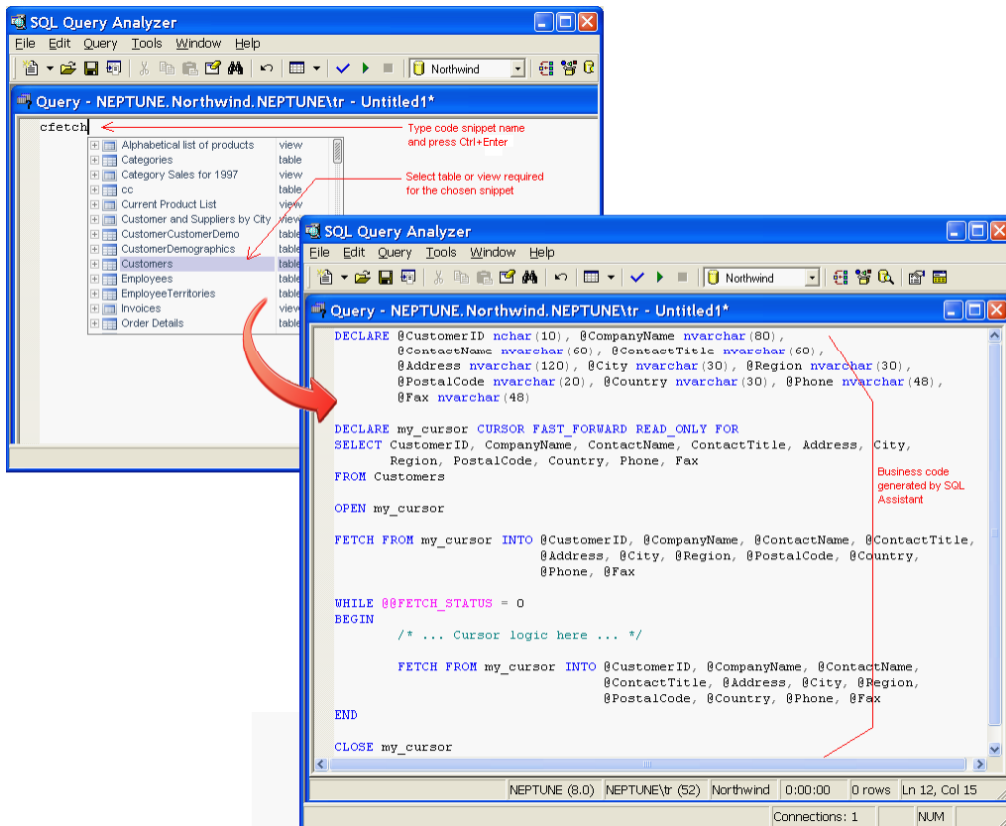 SQL Query Analyzer
File Edit Query Tools Window Help
Northwind
Query - NEPTUNE.Northwind.NEPTUNE\tr - Untitled1*
cfetch
Type code snippet name
and press Ctrl+Enter
Alphabetical list of products view
Categories table
Category Sales for 1997 view
cc table
Current Product List view
Customer and Suppliers by City view
CustomerCustomerDemo table
CustomerDemographics table
Customers table
Employees table
EmployeeTerritories table
Invoices view
Order Details table
Select table or view required
for the chosen snippet
SQL Query Analyzer
File Edit Query Tools Window Help
Northwind
Query - NEPTUNE.Northwind.NEPTUNE\tr - Untitled1*
DECLARE @CustomerID nchar(10), @CompanyName nvarchar(80),
@ContactName nvarchar(60), @ContactTitle nvarchar(60),
@Address nvarchar(120), @City nvarchar(30), @Region nvarchar(30),
@PostalCode nvarchar(20), @Country nvarchar(30), @Phone nvarchar(48),
@Fax nvarchar(48)
DECLARE my_cursor CURSOR FAST_FORWARD READ_ONLY FOR
SELECT CustomerID, CompanyName, ContactName, ContactTitle, Address, City,
Region, PostalCode, Country, Phone, Fax
FROM Customers
OPEN my_cursor
FETCH FROM my_cursor INTO @CustomerID, @CompanyName, @ContactName, @ContactTitle,
@Address, @City, @Region, @PostalCode, @Country,
@Phone, @Fax
WHILE @@FETCH_STATUS = 0
BEGIN
/* ... Cursor logic here ... */
FETCH FROM my_cursor INTO @CustomerID, @CompanyName, @ContactName,
@ContactTitle, @Address, @City, @Region,
@PostalCode, @Country, @Phone, @Fax
END
CLOSE my_cursor
Business code
generated by SQL
Assistant
NEPTUNE (8.0) NEPTUNE\tr (52) Northwind 0:00:00 0 rows Ln 12, Col 15
Connections: 1 NUM